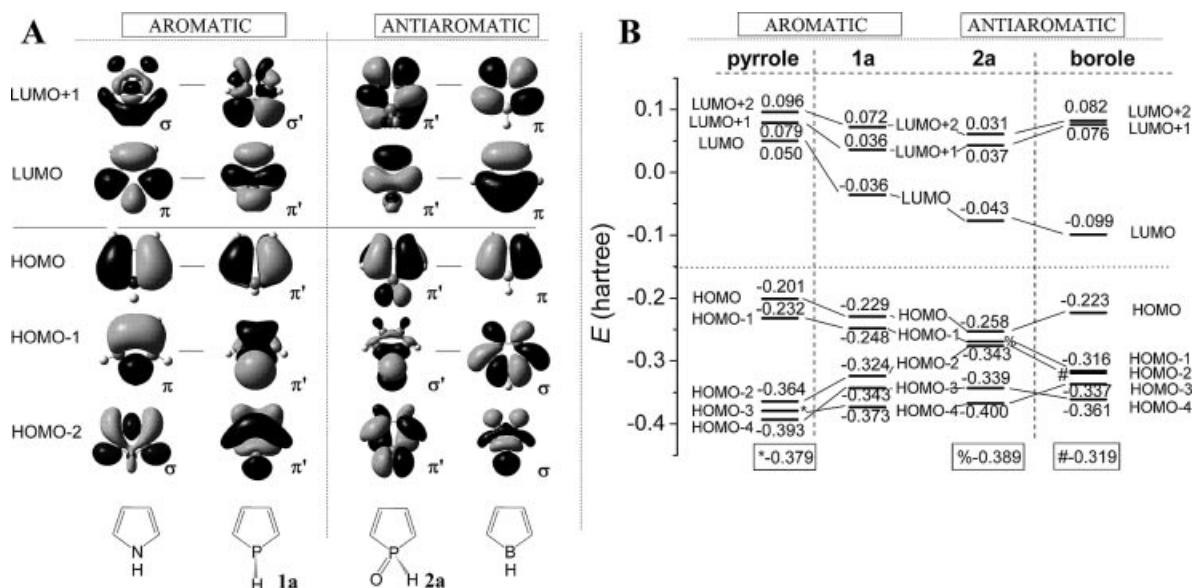 A
AROMATIC ANTIAROMATIC
LUMO+1 σ σ' π' π
LUMO π π' π' π
HOMO π' π' π
HOMO-1 π π' σ' σ
HOMO-2 σ π' π' σ
N P P B
H H O H H
1a 2a
B
AROMATIC ANTIAROMATIC
pyrrole 1a 2a borole
E (hartree)
0.1
0.0
-0.1
-0.2
-0.3
-0.4
LUMO+2 0.096
LUMO+1 0.079
LUMO 0.050
0.072 LUMO+2 0.031 0.082 LUMO+2
0.036 LUMO+1 0.037 0.076 LUMO+1
-0.036 LUMO -0.043 -0.099 LUMO
HOMO -0.201 -0.229 HOMO -0.258 -0.223 HOMO
HOMO-1 -0.232 -0.248 HOMO-1 % -0.316 HOMO-1
HOMO-2 -0.364 -0.324 HOMO-2 -0.343 # HOMO-2
HOMO-3 * -0.343 HOMO-3 -0.339 -0.337 HOMO-3
HOMO-4 -0.393 -0.373 HOMO-4 -0.400 -0.361 HOMO-4
*-0.379 %-0.389 #-0.319